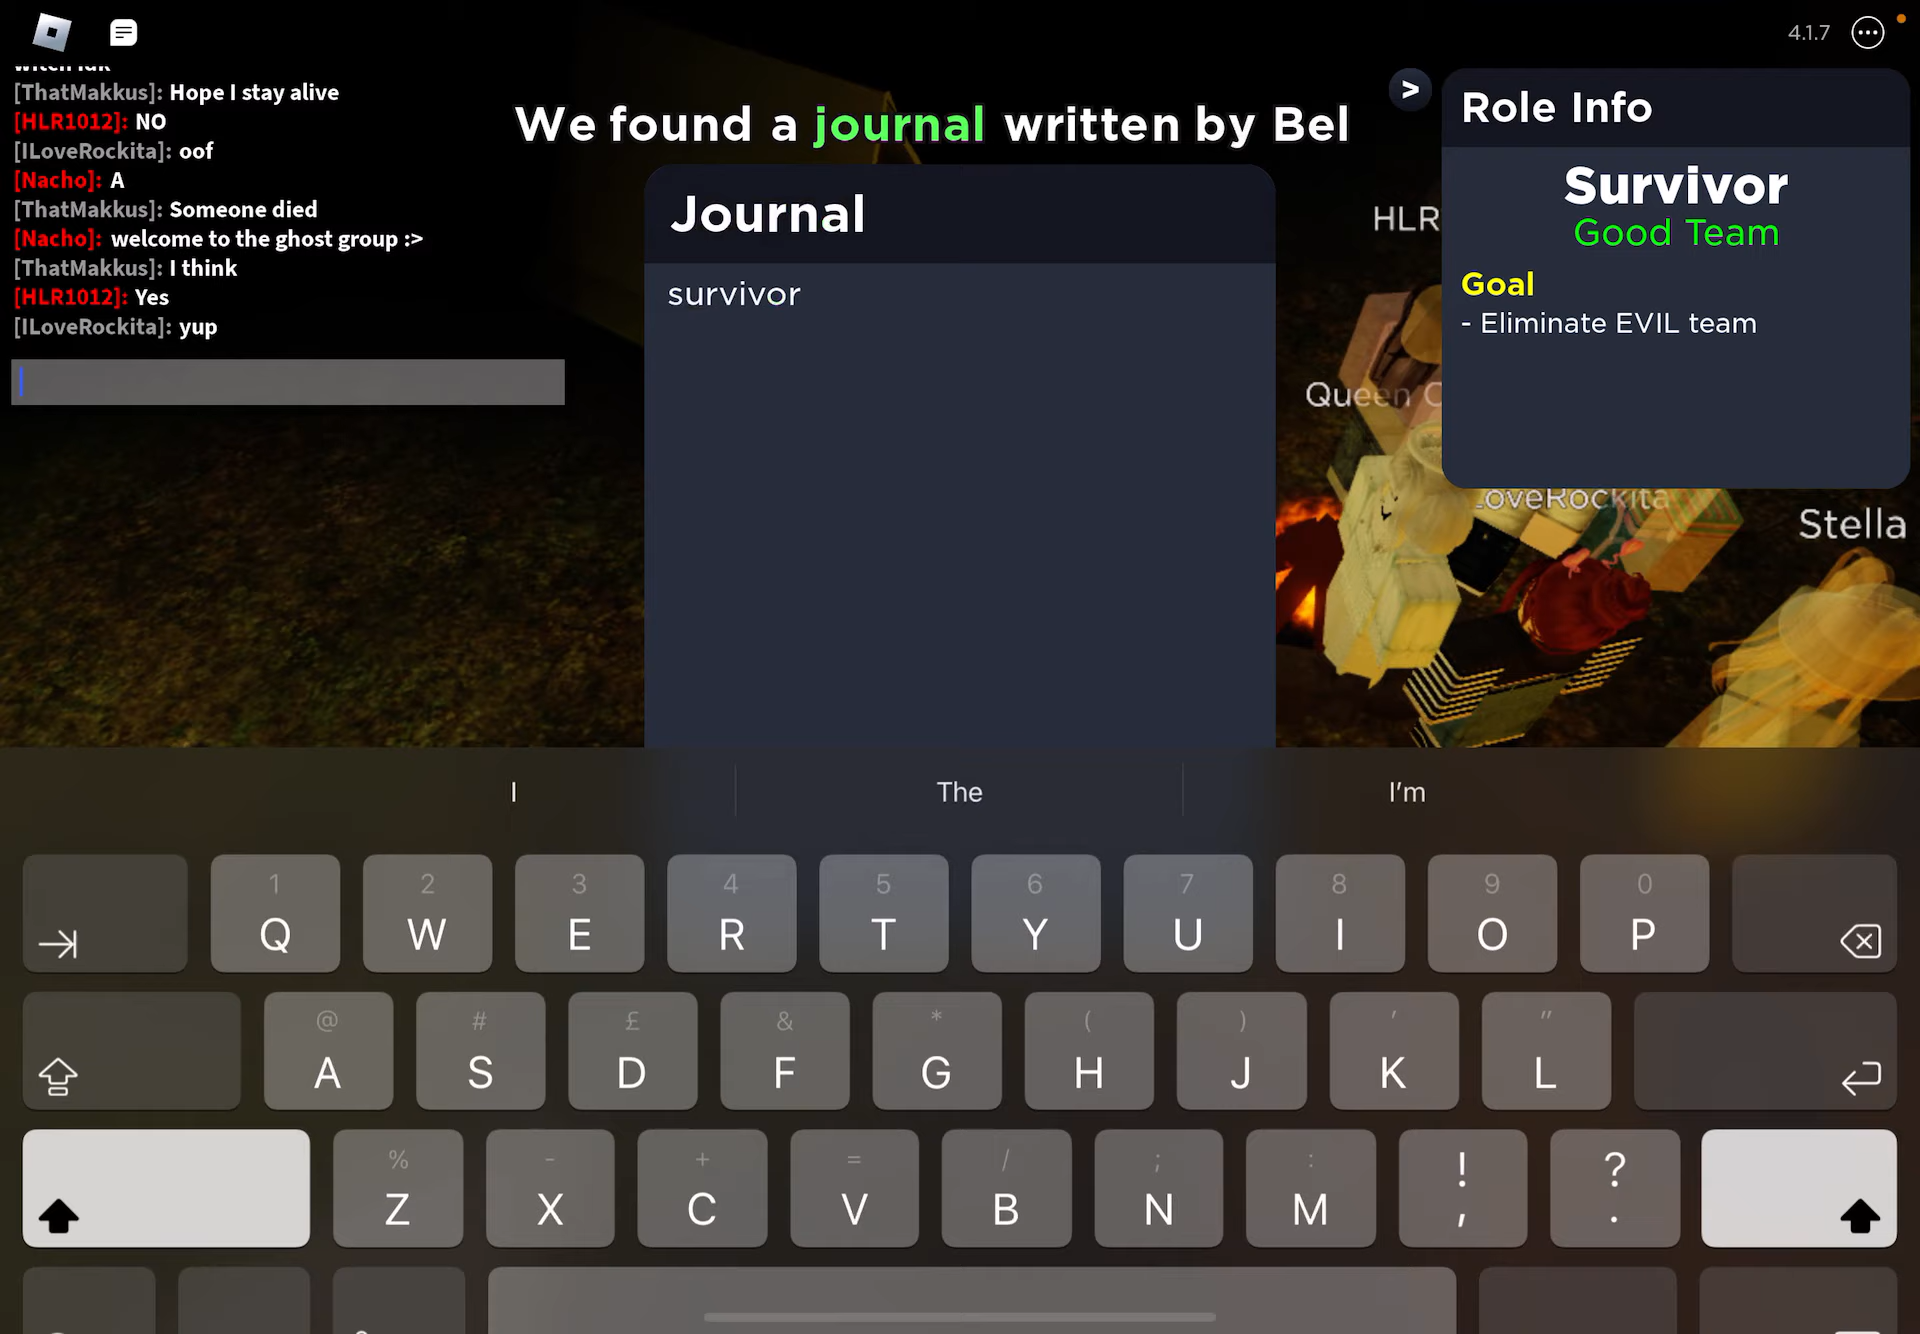 4.1.7
[ThatMakkus]: Hope I stay alive
[HLR1012]: NO
[ILoveRockita]: oof
[Nacho]: A
[ThatMakkus]: Someone died
[Nacho]: welcome to the ghost group :>
[ThatMakkus]: I think
[HLR1012]: Yes
[ILoveRockita]: yup
We found a journal written by Bel
Journal
survivor
>
Role Info
Survivor
Good Team
Goal
- Eliminate EVIL team
HLR
Queen C
LoveRockita
Stella
I The I'm
1 2 3 4 5 6 7 8 9 0
Q W E R T Y U I O P
@ # £ & * ( ) ' "
A S D F G H J K L
% - + = / ; : ! ?
Z X C V B N M , .